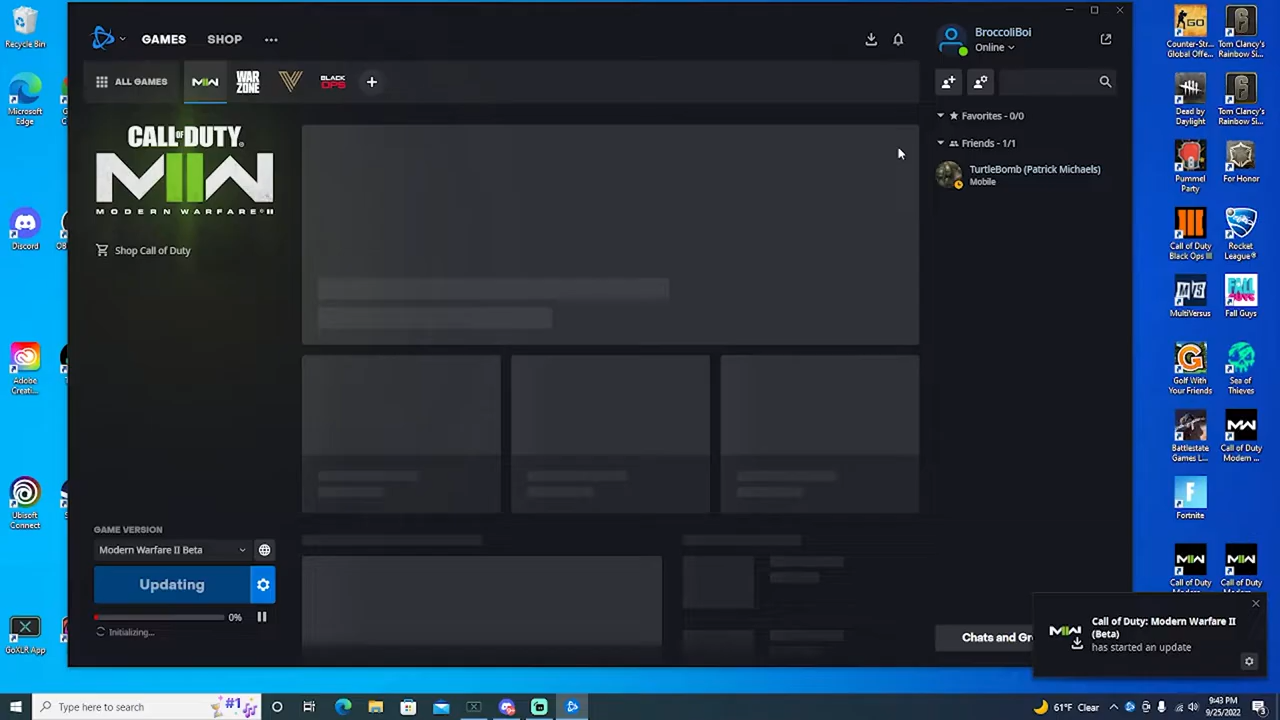 Recycle Bin
Microsoft
Edge
Discord
Adobe
Creati...
Ubisoft
Connect
GoXLR App
GAMES
SHOP
BroccoliBoi
Online
ALL GAMES
MW
WAR
ZONE
BLACK
OPS
Favorites - 0/0
Friends - 1/1
TurtleBomb (Patrick Michaels)
Mobile
CALL OF DUTY
MWII
MODERN WARFARE II
Shop Call of Duty
GAME VERSION
Modern Warfare II Beta
Updating
0%
Initializing...
Chats and Gr
Call of Duty: Modern Warfare II
(Beta)
has started an update
Counter-Str...
Global Offe...
Tom Clancy's
Rainbow Si...
Dead by
Daylight
Tom Clancy's
Rainbow Si...
Pummel
Party
For Honor
Call of Duty
Black Ops III
Rocket
League®
MultiVersus
Fall Guys
Golf With
Your Friends
Sea of
Thieves
Battlestate
Games L...
Call of Duty
Modern ...
Fortnite
Call of Duty
Call of Duty
Type here to search
#1
61°F Clear
9:43 PM
9/25/2022
3